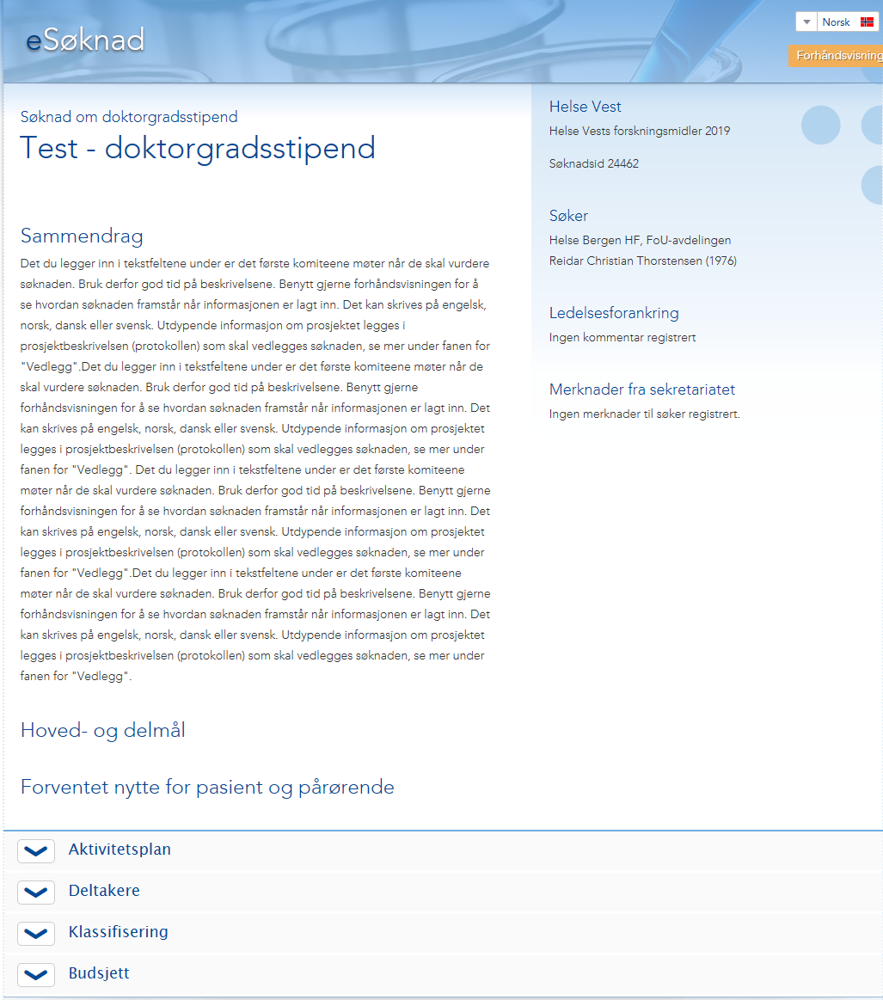 eSøknad
Norsk
Forhåndsvisning
Søknad om doktorgradsstipend
Test - doktorgradsstipend
Sammendrag
Det du legger inn i tekstfeltene under er det første komiteene møter når de skal vurdere
søknaden. Bruk derfor god tid på beskrivelsene. Benytt gjerne forhåndsvisningen for å
se hvordan søknaden framstår når informasjonen er lagt inn. Det kan skrives på engelsk,
norsk, dansk eller svensk. Utdypende informasjon om prosjektet legges i
prosjektbeskrivelsen (protokollen) som skal vedlegges søknaden, se mer under fanen for
"Vedlegg".Det du legger inn i tekstfeltene under er det første komiteene møter når de
skal vurdere søknaden. Bruk derfor god tid på beskrivelsene. Benytt gjerne
forhåndsvisningen for å se hvordan søknaden framstår når informasjonen er lagt inn. Det
kan skrives på engelsk, norsk, dansk eller svensk. Utdypende informasjon om prosjektet
legges i prosjektbeskrivelsen (protokollen) som skal vedlegges søknaden, se mer under
fanen for "Vedlegg". Det du legger inn i tekstfeltene under er det første komiteene
møter når de skal vurdere søknaden. Bruk derfor god tid på beskrivelsene. Benytt gjerne
forhåndsvisningen for å se hvordan søknaden framstår når informasjonen er lagt inn. Det
kan skrives på engelsk, norsk, dansk eller svensk. Utdypende informasjon om prosjektet
legges i prosjektbeskrivelsen (protokollen) som skal vedlegges søknaden, se mer under
fanen for "Vedlegg".Det du legger inn i tekstfeltene under er det første komiteene
møter når de skal vurdere søknaden. Bruk derfor god tid på beskrivelsene. Benytt gjerne
forhåndsvisningen for å se hvordan søknaden framstår når informasjonen er lagt inn. Det
kan skrives på engelsk, norsk, dansk eller svensk. Utdypende informasjon om prosjektet
legges i prosjektbeskrivelsen (protokollen) som skal vedlegges søknaden, se mer under
fanen for "Vedlegg".
Hoved- og delmål
Forventet nytte for pasient og pårørende
Helse Vest
Helse Vests forskningsmidler 2019
Søknadsid 24462
Søker
Helse Bergen HF, FoU-avdelingen
Reidar Christian Thorstensen (1976)
Ledelsesforankring
Ingen kommentar registrert
Merknader fra sekretariatet
Ingen merknader til søker registrert.
Aktivitetsplan
Deltakere
Klassifisering
Budsjett